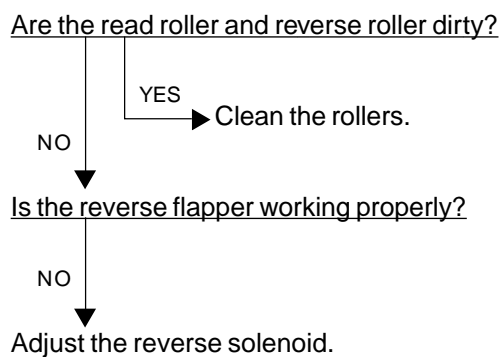 Are the read roller and reverse roller dirty?
YES
Clean the rollers.
NO
Is the reverse flapper working properly?
NO
Adjust the reverse solenoid.